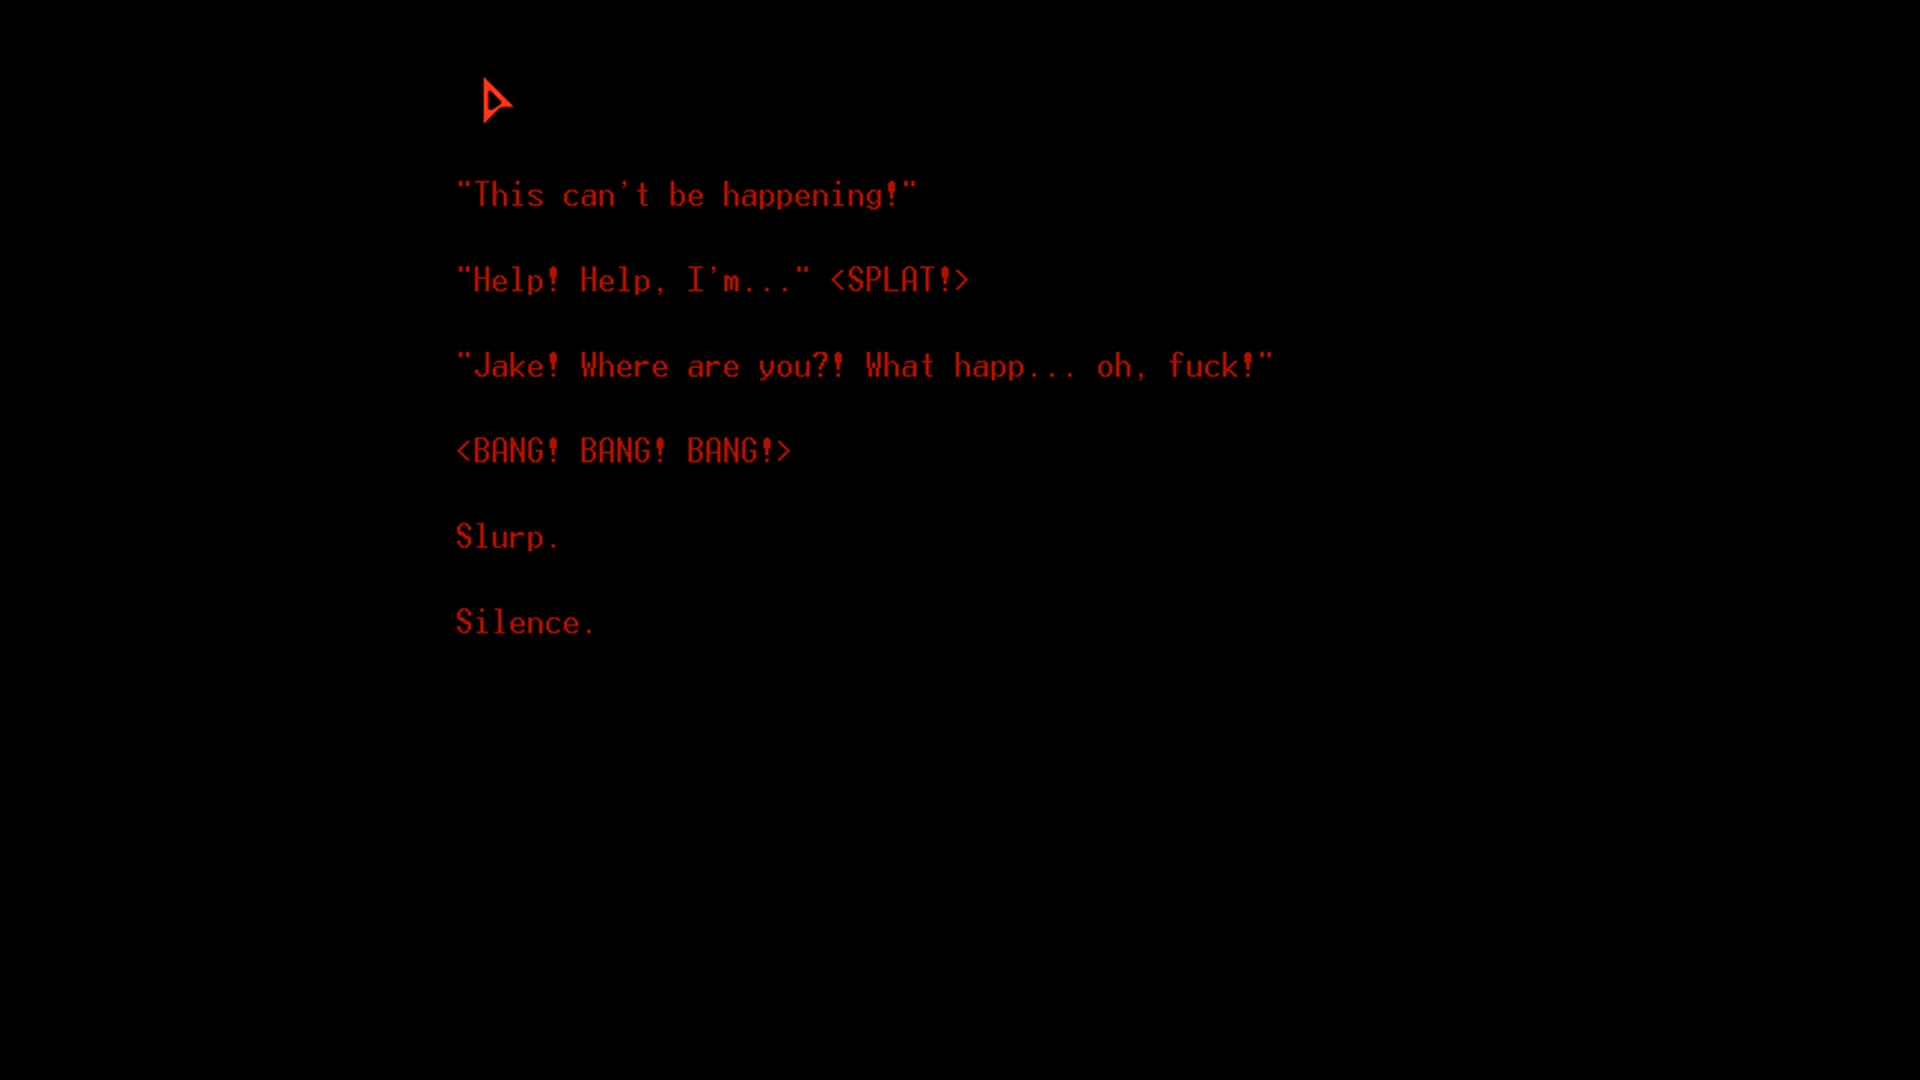 "This can't be happening!"
"Help! Help, I'm..." <SPLAT!>
"Jake! Where are you?! What happ... oh, fuck!"
<BANG! BANG! BANG!>
Slurp.
Silence.